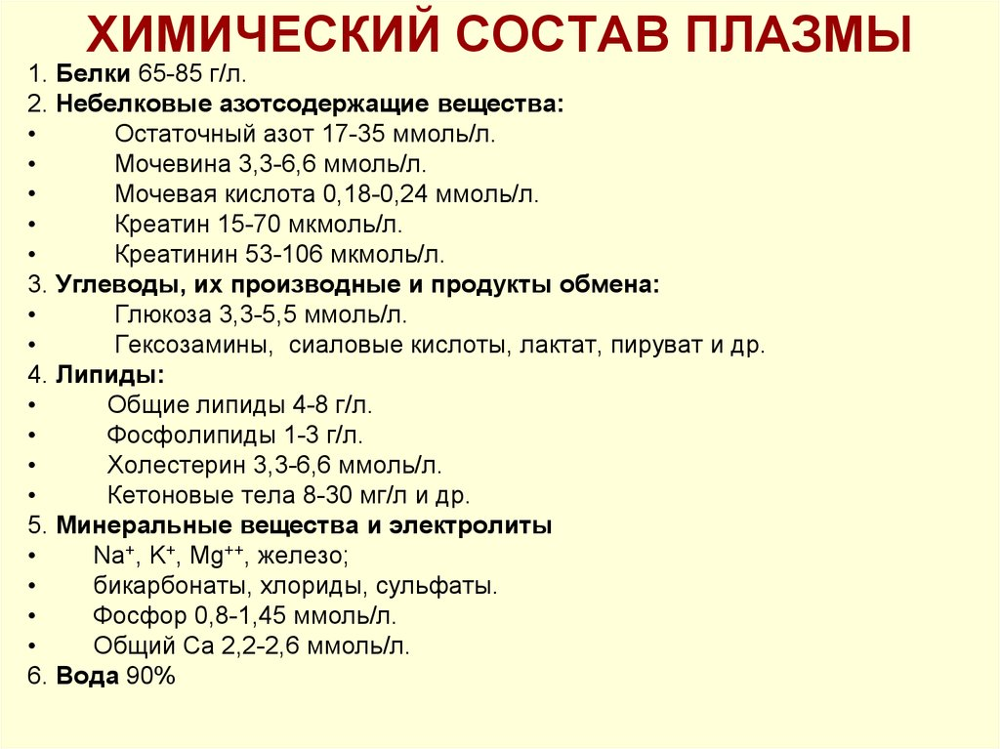 ХИМИЧЕСКИЙ СОСТАВ ПЛАЗМЫ
1. Белки 65-85 г/л.
2. Небелковые азотсодержащие вещества:
• Остаточный азот 17-35 ммоль/л.
• Мочевина 3,3-6,6 ммоль/л.
• Мочевая кислота 0,18-0,24 ммоль/л.
• Креатин 15-70 мкмоль/л.
• Креатинин 53-106 мкмоль/л.
3. Углеводы, их производные и продукты обмена:
• Глюкоза 3,3-5,5 ммоль/л.
• Гексозамины, сиаловые кислоты, лактат, пируват и др.
4. Липиды:
• Общие липиды 4-8 г/л.
• Фосфолипиды 1-3 г/л.
• Холестерин 3,3-6,6 ммоль/л.
• Кетоновые тела 8-30 мг/л и др.
5. Минеральные вещества и электролиты
• Na⁺, K⁺, Mg⁺⁺, железо;
• бикарбонаты, хлориды, сульфаты.
• Фосфор 0,8-1,45 ммоль/л.
• Общий Ca 2,2-2,6 ммоль/л.
6. Вода 90%